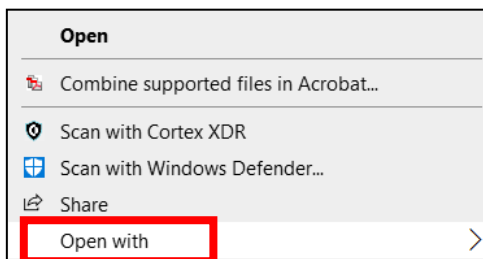 Open
Combine supported files in Acrobat...
Scan with Cortex XDR
Scan with Windows Defender...
Share
Open with